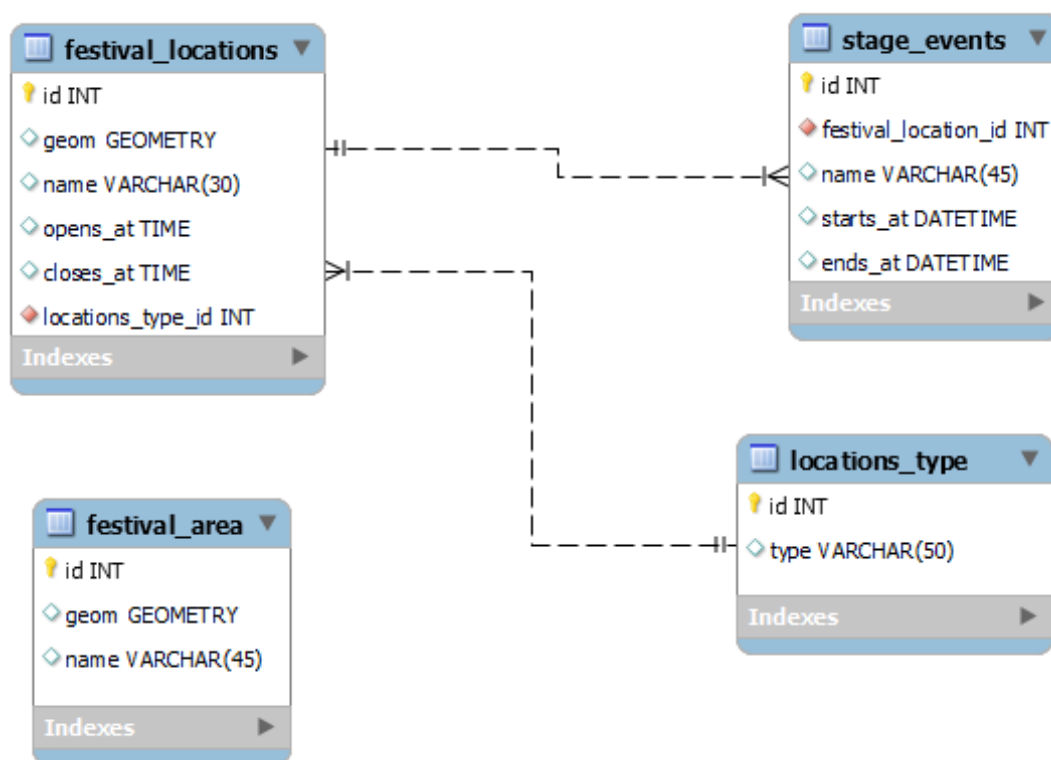 festival_locations
id INT
geom GEOMETRY
name VARCHAR(30)
opens_at TIME
closes_at TIME
locations_type_id INT
Indexes
stage_events
id INT
festival_location_id INT
name VARCHAR(45)
starts_at DATETIME
ends_at DATETIME
Indexes
festival_area
id INT
geom GEOMETRY
name VARCHAR(45)
Indexes
locations_type
id INT
type VARCHAR(50)
Indexes